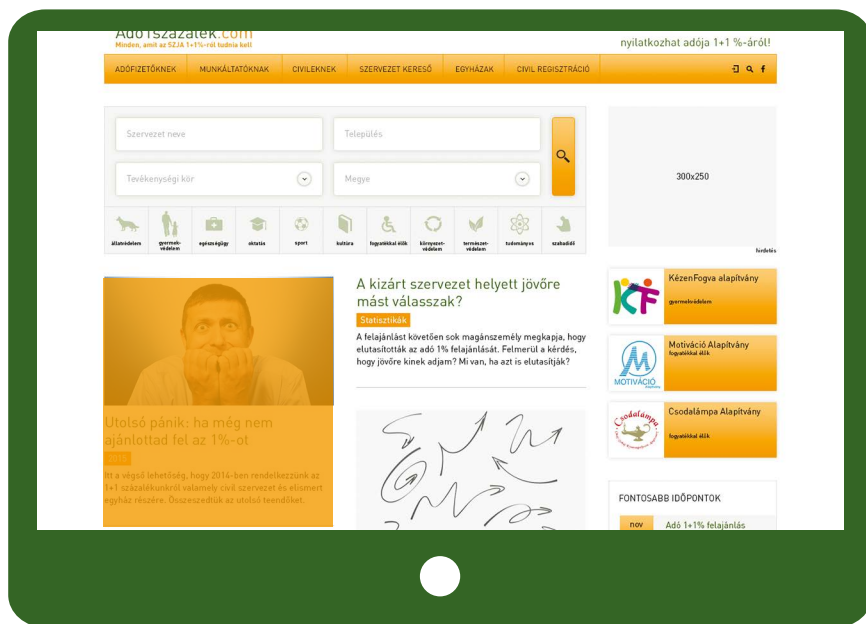 Adó1százalék.com
Minden, amit az SZJA 1+1%-ról tudnia kell
nyilatkozhat adója 1+1 %-áról!
ADÓFIZETŐKNEK MUNKÁLTATÓKNAK CIVILEKNEK SZERVEZET KERESŐ EGYHÁZAK CIVIL REGISZTRÁCIÓ
Szervezet neve
Település
Tevékenységi kör
Megye
állatvédelem
gyermek-
védelem
egészségügy
oktatás
sport
kultúra
fogyatékkal élők
környezet-
védelem
természet-
védelem
tudományos
szabadidő
300x250
hirdetés
Utolsó pánik: ha még nem
ajánlottad fel az 1%-ot
Itt a végső lehetőség, hogy 2014-ben rendelkezzünk az
1+1 százalékunkról valamely civil szervezet és elismert
egyház részére. Összeszedtük az utolsó teendőket.
A kizárt szervezet helyett jövőre
mást válasszak?
Statisztikák
A felajánlást követően sok magánszemély megkapja, hogy
elutasították az adó 1% felajánlását. Felmerül a kérdés,
hogy jövőre kinek adjam? Mi van, ha azt is elutasítják?
KF
KézenFogva alapítvány
gyermekvédelem
M
MOTIVÁCIÓ
Motiváció Alapítvány
fogyatékkal élők
Csodalámpa
Csodalámpa Alapítvány
fogyatékkal élők
FONTOSABB IDŐPONTOK
nov
Adó 1+1% felajánlás